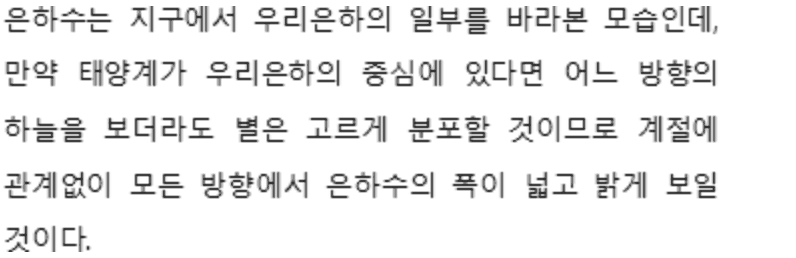 은하수는 지구에서 우리은하의 일부를 바라본 모습인데,
만약 태양계가 우리은하의 중심에 있다면 어느 방향의
하늘을 보더라도 별은 고르게 분포할 것이므로 계절에
관계없이 모든 방향에서 은하수의 폭이 넓고 밝게 보일
것이다.